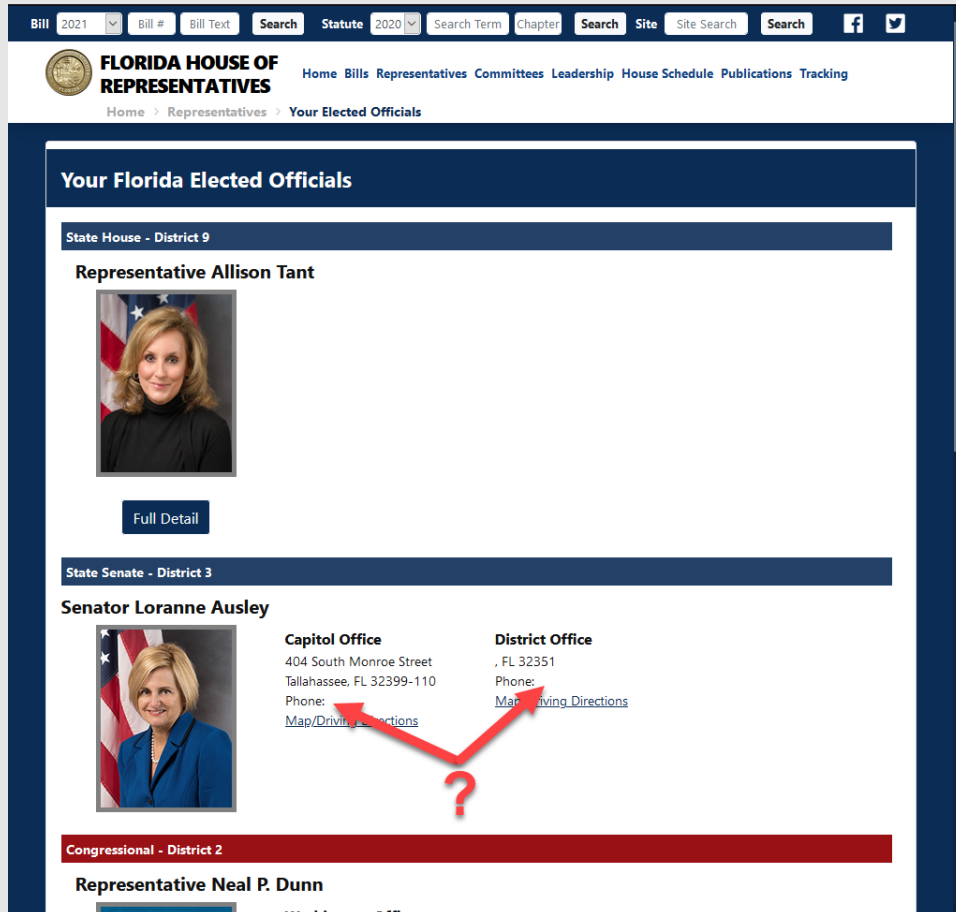 Bill 2021 Bill # Bill Text Search Statute 2020 Search Term Chapter Search Site Site Search Search
FLORIDA HOUSE OF
REPRESENTATIVES
Home Bills Representatives Committees Leadership House Schedule Publications Tracking
Home > Representatives > Your Elected Officials
Your Florida Elected Officials
State House - District 9
Representative Allison Tant
Full Detail
State Senate - District 3
Senator Loranne Ausley
Capitol Office
404 South Monroe Street
Tallahassee, FL 32399-110
Phone:
Map/Driving Directions
District Office
, FL 32351
Phone:
Map/Driving Directions
?
Congressional - District 2
Representative Neal P. Dunn